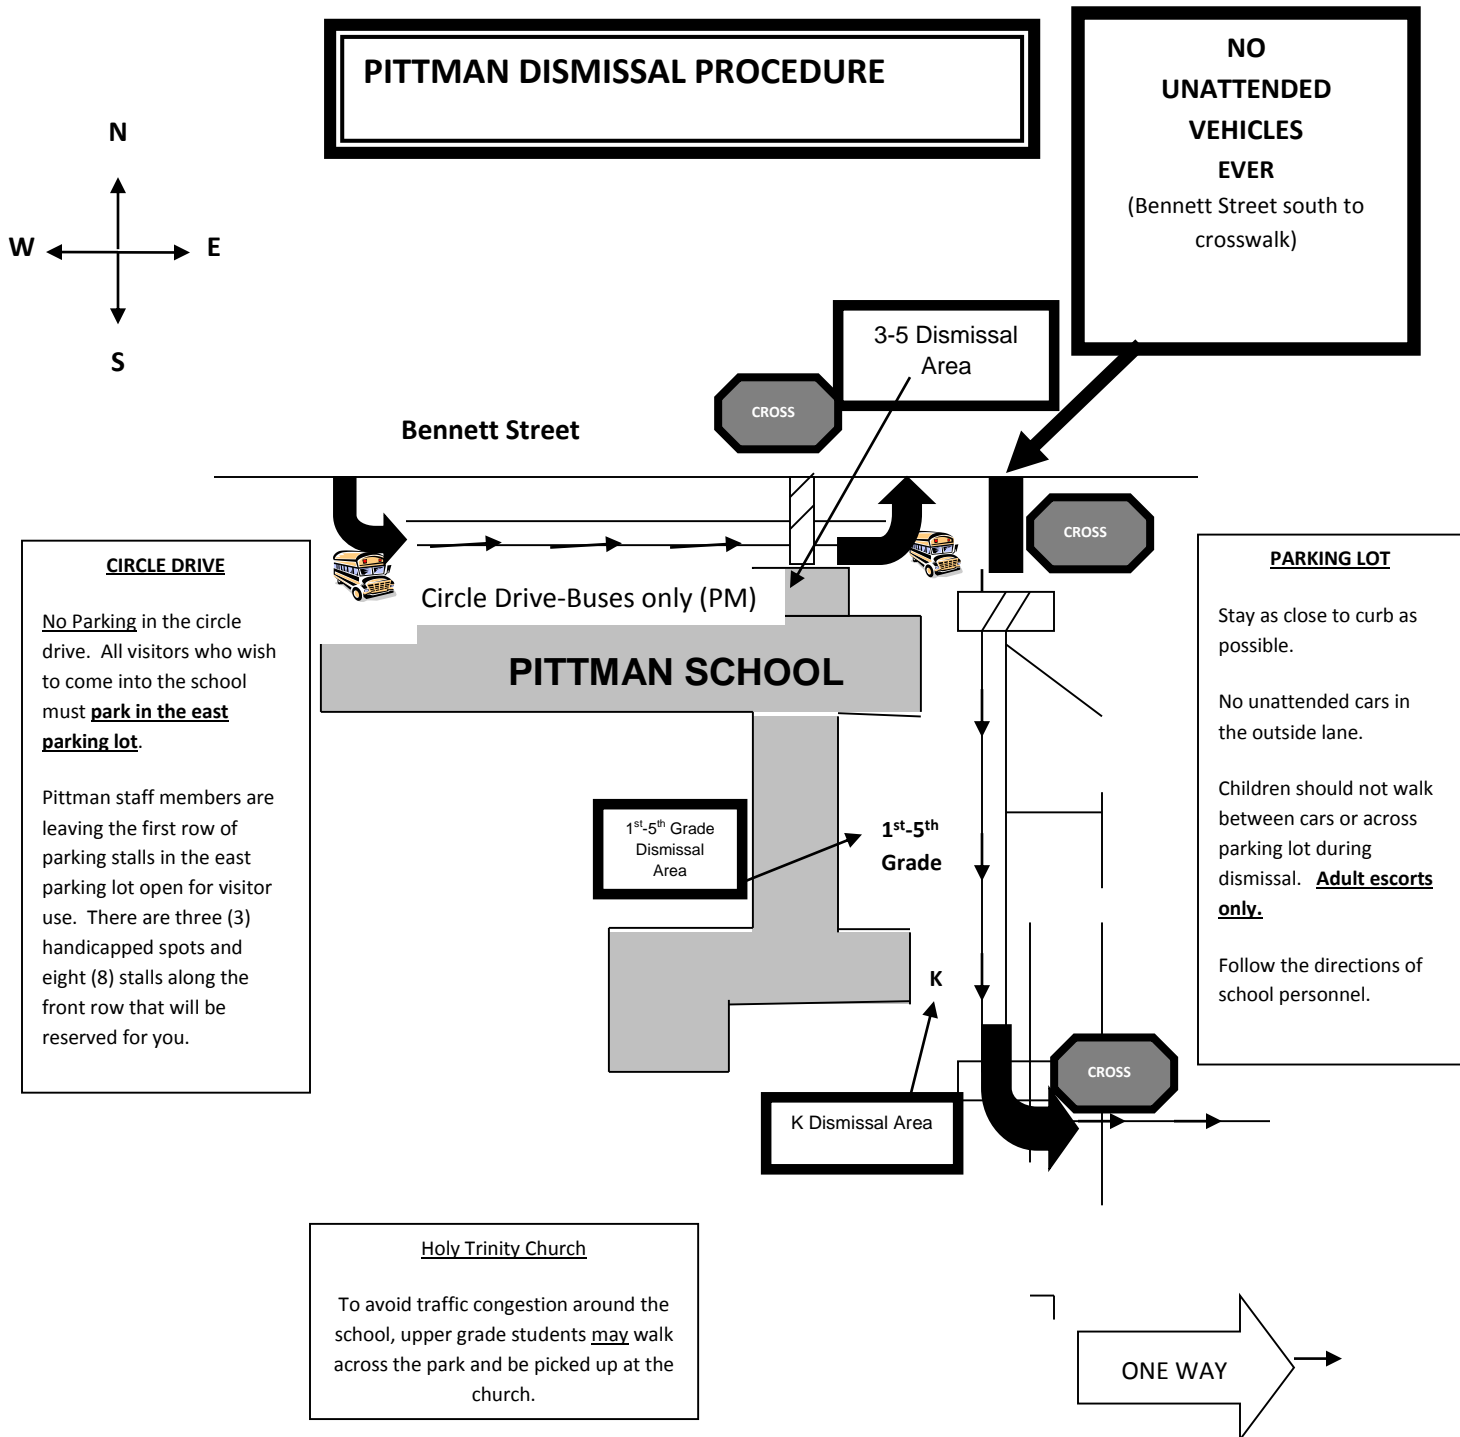 PITTMAN DISMISSAL PROCEDURE
NO
UNATTENDED
VEHICLES
EVER
(Bennett Street south to
crosswalk)
N
W
E
S
3-5 Dismissal
Area
CROSS
Bennett Street
CROSS
CIRCLE DRIVE
No Parking in the circle
drive. All visitors who wish
to come into the school
must park in the east
parking lot.
Pittman staff members are
leaving the first row of
parking stalls in the east
parking lot open for visitor
use. There are three (3)
handicapped spots and
eight (8) stalls along the
front row that will be
reserved for you.
Circle Drive-Buses only (PM)
PITTMAN SCHOOL
PARKING LOT
Stay as close to curb as
possible.
No unattended cars in
the outside lane.
Children should not walk
between cars or across
parking lot during
dismissal. Adult escorts
only.
Follow the directions of
school personnel.
1st-5th Grade
Dismissal
Area
1st-5th
Grade
K
CROSS
K Dismissal Area
Holy Trinity Church
To avoid traffic congestion around the
school, upper grade students may walk
across the park and be picked up at the
church.
ONE WAY